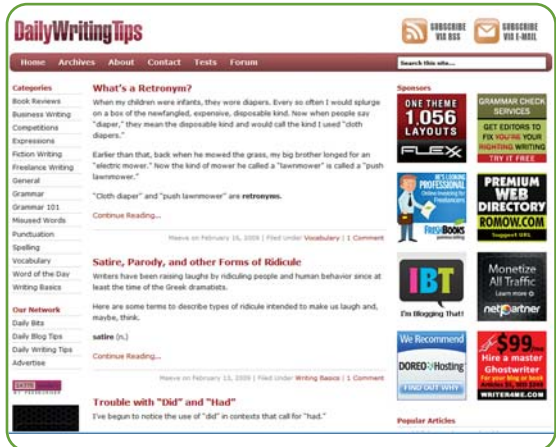 DailyWritingTips
SUBSCRIBE VIA RSS
SUBSCRIBE VIA E-MAIL
Home Archives About Contact Tests Forum
Search this site...
Categories
Book Reviews
Business Writing
Competitions
Expressions
Fiction Writing
Freelance Writing
General
Grammar
Grammar 101
Misused Words
Punctuation
Spelling
Vocabulary
Word of the Day
Writing Basics
Our Network
Daily Bits
Daily Blog Tips
Daily Writing Tips
Advertise
What's a Retronym?
When my children were infants, they wore diapers. Every so often I would splurge
on a box of the newfangled, expensive, disposable kind. Now when people say
"diaper," they mean the disposable kind and would call the kind I used "cloth
diapers."
Earlier than that, back when he mowed the grass, my big brother longed for an
"electric mower." Now the kind of mower he called a "lawnmower" is called a "push
lawnmower."
"Cloth diaper" and "push lawnmower" are retronyms.
Continue Reading...
Maeve on February 16, 2009 | Filed Under Vocabulary | 1 Comment
Satire, Parody, and other Forms of Ridicule
Writers have been raising laughs by ridiculing people and human behavior since at
least the time of the Greek dramatists.
Here are some terms to describe types of ridicule intended to make us laugh and,
maybe, think.
satire (n.)
Continue Reading...
Maeve on February 15, 2009 | Filed Under Writing Basics | 1 Comment
Trouble with "Did" and "Had"
I've begun to notice the use of "did" in contexts that call for "had."
Sponsors
ONE THEME
1,056
LAYOUTS
FLEXX
GRAMMAR CHECK
SERVICES
GET EDITORS TO
FIX YOU'RE YOUR
RIGHTING WRITING
TRY IT FREE
HE'S LOOKING
PROFESSIONAL
Online Invoicing for
Freelancers
FRESHBOOKS
PREMIUM
WEB
DIRECTORY
ROMOW.COM
Suggest URL
IBT
I'm Blogging That!
Monetize
All Traffic
Learn more
netpartner
We Recommend
DOREO Hosting
FIND OUT WHY
$99
Hire a master
Ghostwriter
For your blog or book
WRITER4ME.COM
Popular Articles